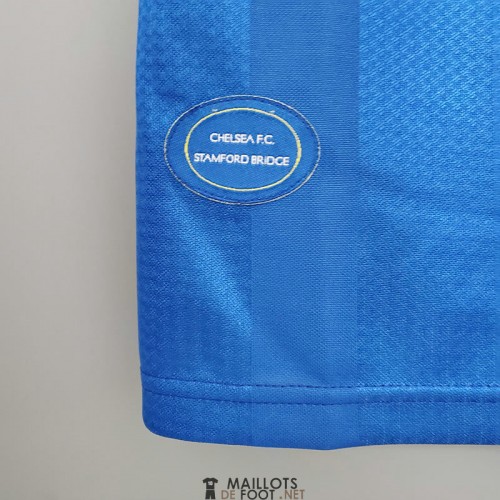 CHELSEA F.C.
STAMFORD BRIDGE
MAILLOTS
DE FOOT.NET